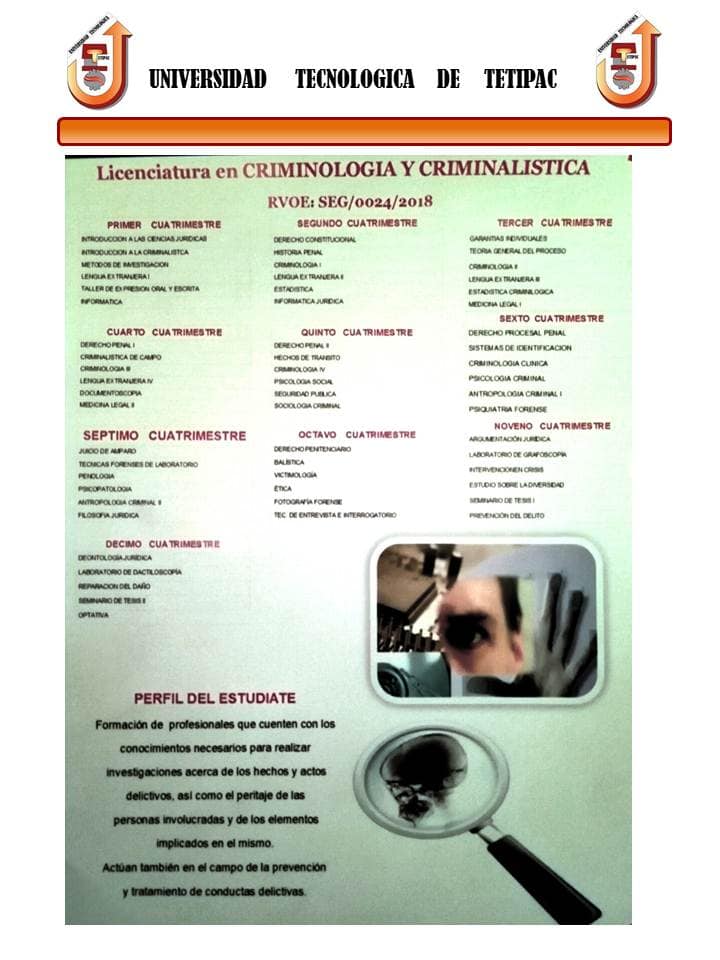 UNIVERSIDAD TECNOLOGICA DE TETIPAC
Licenciatura en CRIMINOLOGIA Y CRIMINALISTICA
RVOE: SEG/0024/2018
PRIMER CUATRIMESTRE
INTRODUCCION A LAS CIENCIAS JURIDICAS
INTRODUCCION A LA CRIMINALISTCA
METODOS DE INVESTIGACION
LENGUA EXTRANJERA I
TALLER DE EXPRESION ORAL Y ESCRITA
INFORMATICA
SEGUNDO CUATRIMESTRE
DERECHO CONSTITUCIONAL
HISTORIA PENAL
CRIMINOLOGIA I
LENGUA EXTRANJERA II
ESTADISTICA
INFORMATICA JURIDICA
TERCER CUATRIMESTRE
GARANTIAS INDIVIDUALES
TEORIA GENERAL DEL PROCESO
CRIMINOLOGIA II
LENGUA EXTRANJERA III
ESTADISTICA CRIMINLOGICA
MEDICINA LEGAL I
CUARTO CUATRIMESTRE
DERECHO PENAL I
CRIMINALISTICA DE CAMPO
CRIMINOLOGIA III
LENGUA EXTRANJERA IV
DOCUMENTOSCOPIA
MEDICINA LEGAL II
QUINTO CUATRIMESTRE
DERECHO PENAL II
HECHOS DE TRANSITO
CRIMINOLOGIA IV
PSICOLOGIA SOCIAL
SEGURIDAD PUBLICA
SOCIOLOGIA CRIMINAL
SEXTO CUATRIMESTRE
DERECHO PROCESAL PENAL
SISTEMAS DE IDENTIFICACION
CRIMINOLOGIA CLINICA
PSICOLOGIA CRIMINAL
ANTROPOLOGIA CRIMINAL I
PSIQUIATRIA FORENSE
SEPTIMO CUATRIMESTRE
JUICIO DE AMPARO
TECNICAS FORENSES DE LABORATORIO
PENOLOGIA
PSICOPATOLOGIA
ANTROPOLOGIA CRIMINAL II
FILOSOFIA JURIDICA
OCTAVO CUATRIMESTRE
DERECHO PENITENCIARIO
BALISTICA
VICTIMOLOGÍA
ÉTICA
FOTOGRAFÍA FORENSE
TEC. DE ENTREVISTA E INTERROGATORIO
NOVENO CUATRIMESTRE
ARGUMENTACIÓN JURÍDICA
LABORATORIO DE GRAFOSCOPÍA
INTERVENCIONEN CRISIS
ESTUDIO SOBRE LA DIVERSIDAD
SEMINARIO DE TESIS I
PREVENCIÓN DEL DELITO
DECIMO CUATRIMESTRE
DEONTOLOGÍA JURÍDICA
LABORATORIO DE DACTILOSCOPÍA
REPARACION DEL DAÑO
SEMINARIO DE TESIS II
OPTATIVA
PERFIL DEL ESTUDIATE
Formación de profesionales que cuenten con los
conocimientos necesarios para realizar
investigaciones acerca de los hechos y actos
delictivos, así como el peritaje de las
personas involucradas y de los elementos
implicados en el mismo.
Actúan también en el campo de la prevención
y tratamiento de conductas delictivas.